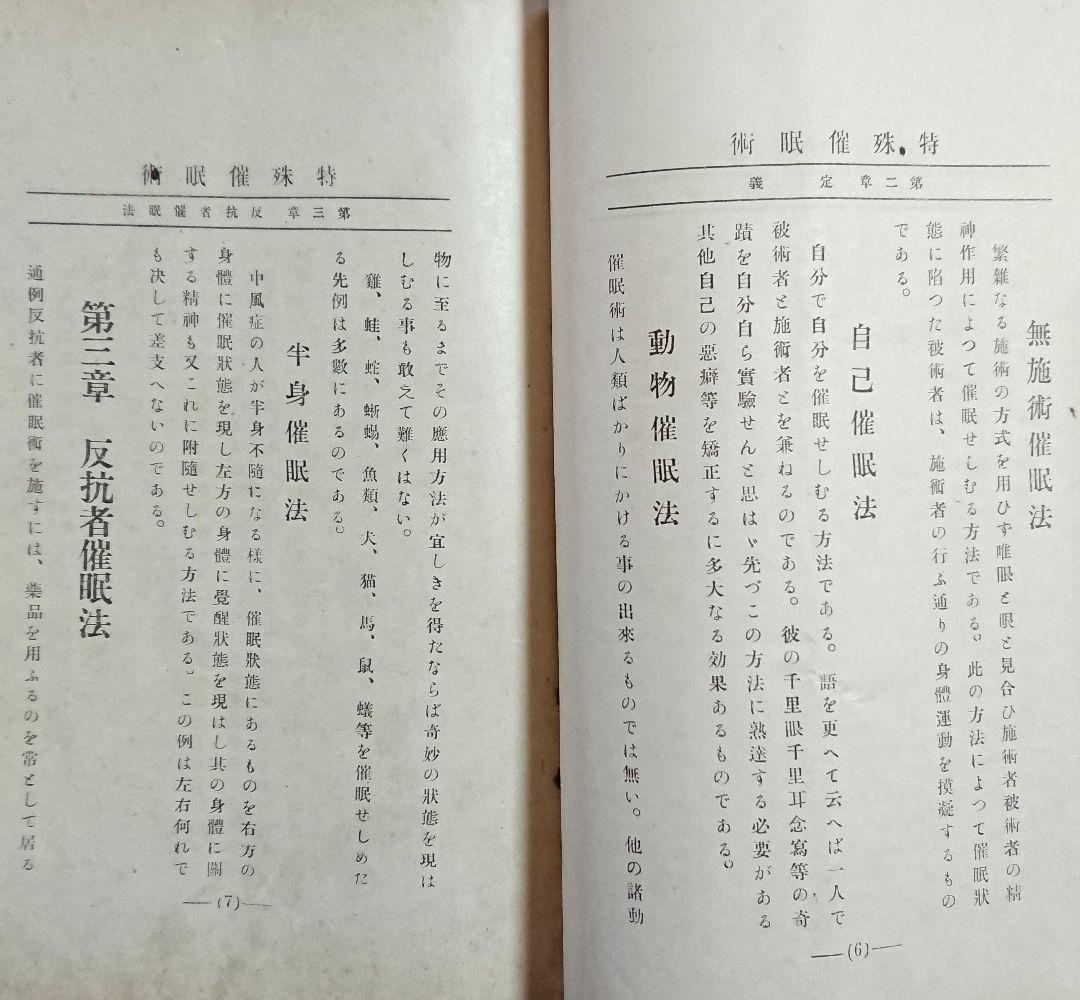 特殊催眠術
第二章 定義
無施術催眠法
繁雑なる施術の方式を用ひず唯眼と眼と見合ひ施術者被術者の精
神作用によつて催眠せしむる方法である。此の方法によつて催眠狀
態に陷つた被術者は、施術者の行ふ通りの身體運動を摸凝するもの
である。
自己催眠法
自分で自分を催眠せしむる方法である。語を更へて云へば一人で
被術者と施術者とを兼ねるのである。彼の千里眼千里耳念寫等の奇
蹟を自分自ら實驗せんと思はゞ先づこの方法に熟達する必要がある
其他自己の惡癖等を矯正するに多大なる効果あるものである。
動物催眠法
催眠術は人類ばかりにかける事の出來るものでは無い。他の諸動
—(6)—
特殊催眠術
第三章 反抗者催眠法
物に至るまでその應用方法が宜しきを得たならば奇妙の狀態を現は
しむる事も敢えて難くはない。
雞、蛙、蛇、蜥蜴、魚類、犬、猫、馬、鼠、蟻等を催眠せしめた
る先例は多數にあるのである。
半身催眠法
中風症の人が半身不隨になる樣に、催眠狀態にあるものを右方の
身體に催眠狀態を現し左方の身體に覺醒狀態を現はし其の身體に關
する精神も又これに附隨せしむる方法である。この例は左右何れで
も决して差支へないのである。
第三章 反抗者催眠法
通例反抗者に催眠術を施すには、藥品を用ふるのを常として居る
—(7)—